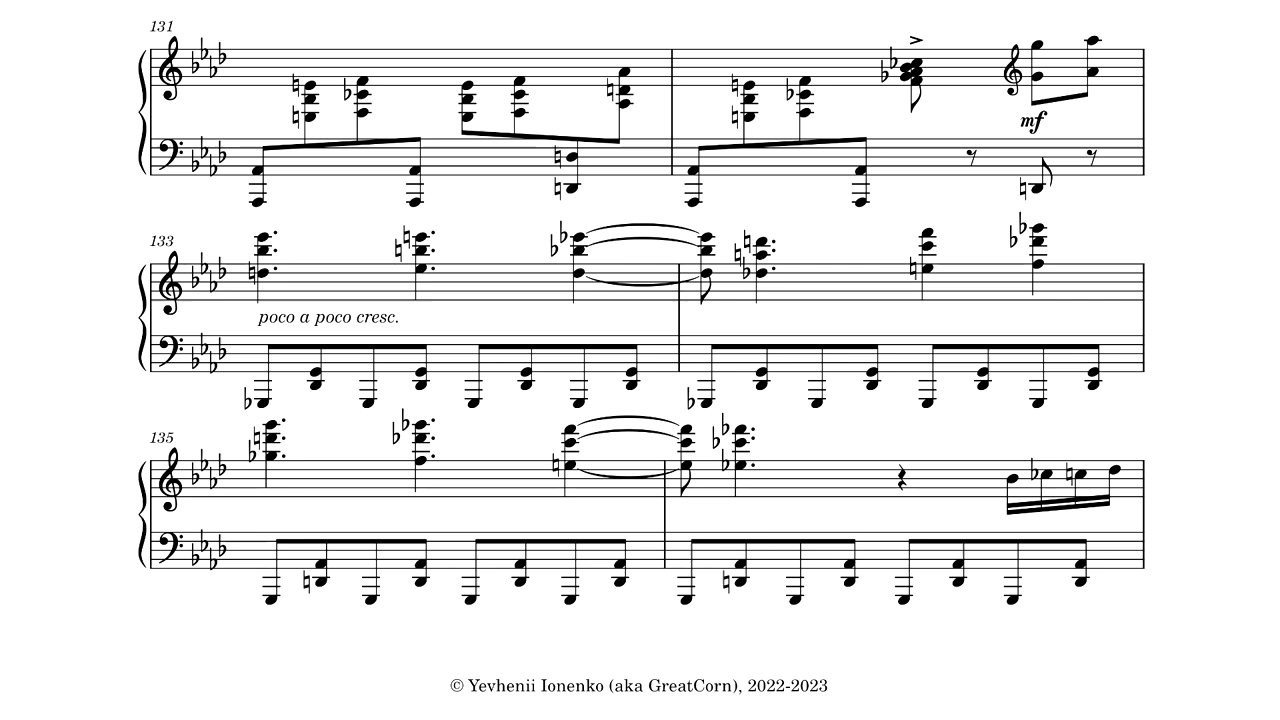 131
mf
133
poco a poco cresc.
135
© Yevhenii Ionenko (aka GreatCorn), 2022-2023